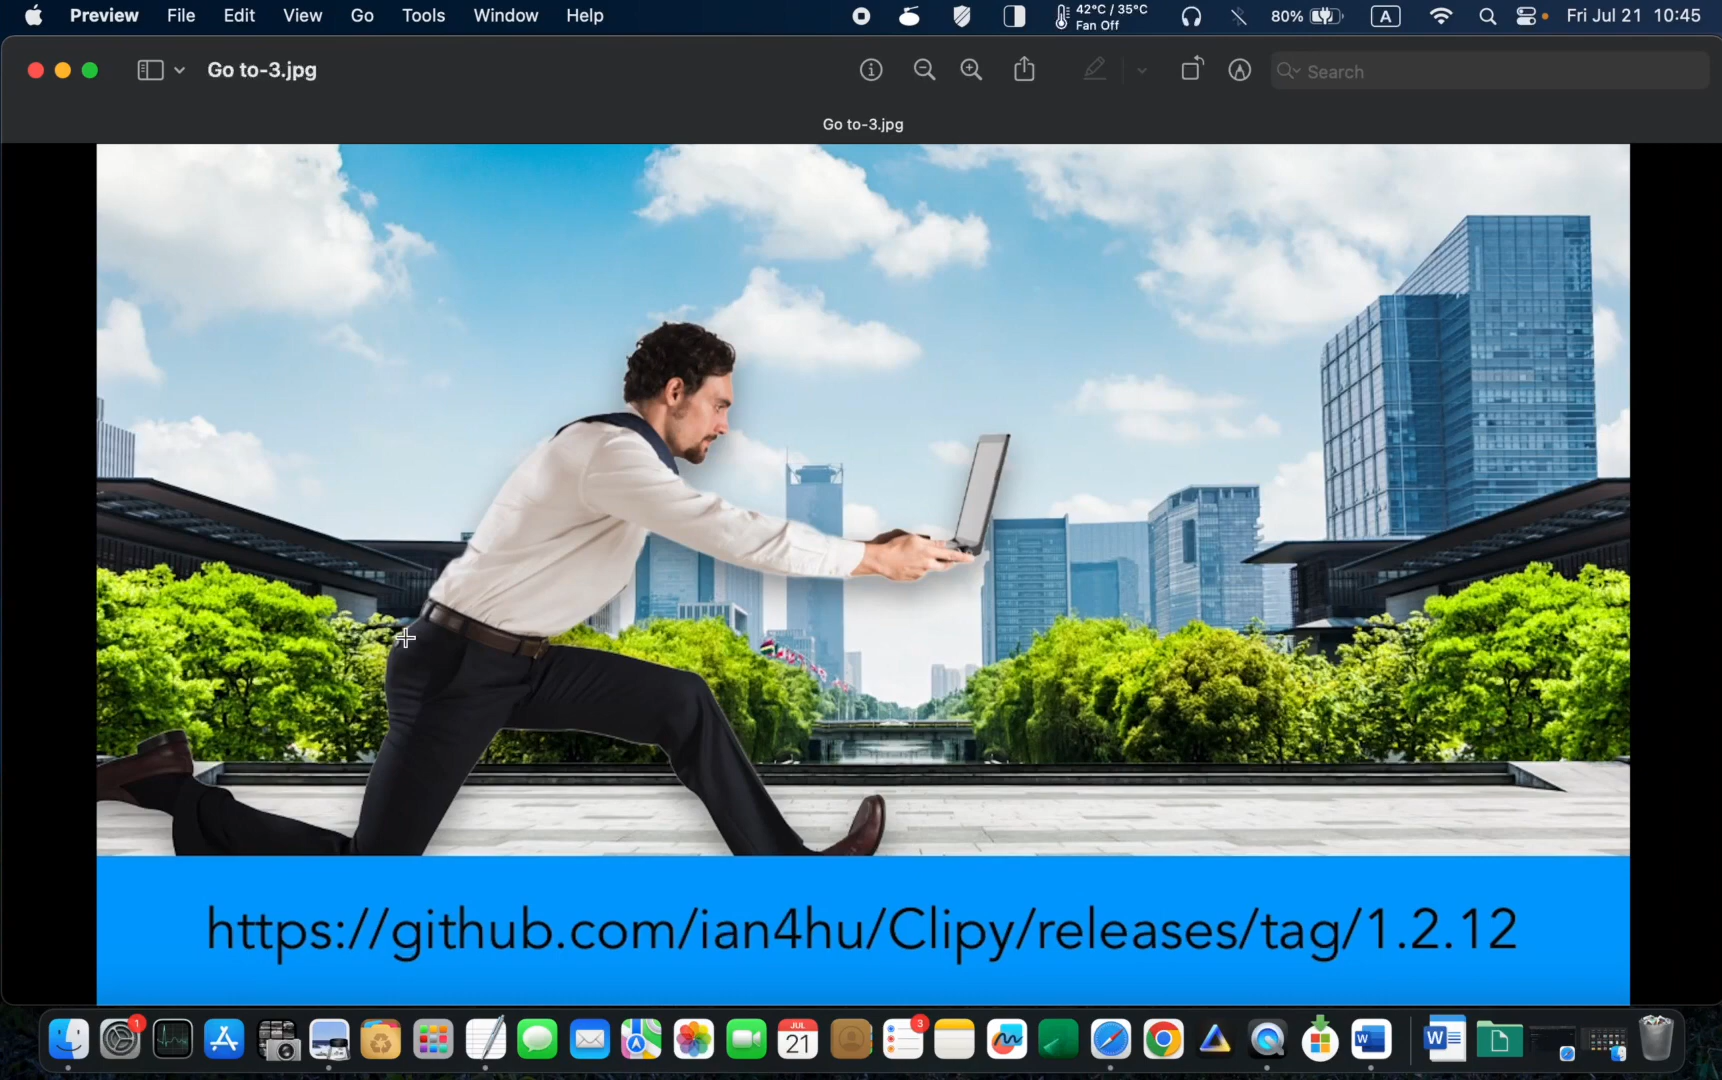 Preview File Edit View Go Tools Window Help 42°C / 35°C 80% A Fri Jul 21 10:45
Fan Off
Go to-3.jpg Search
Go to-3.jpg
https://github.com/ian4hu/Clipy/releases/tag/1.2.12
1 JUL 3
21 W W